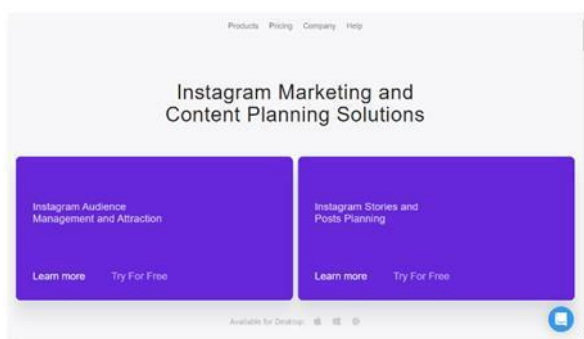 Products Pricing Company Help
Instagram Marketing and
Content Planning Solutions
Instagram Audience
Management and Attraction
Learn more Try For Free
Instagram Stories and
Posts Planning
Learn more Try For Free
Available for Desktop: